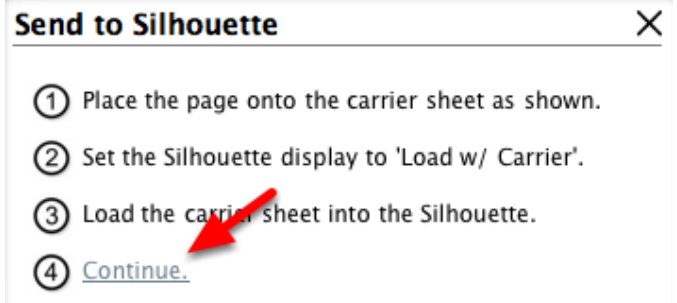 Send to Silhouette
1 Place the page onto the carrier sheet as shown.
2 Set the Silhouette display to 'Load w/ Carrier'.
3 Load the carrier sheet into the Silhouette.
4 Continue.